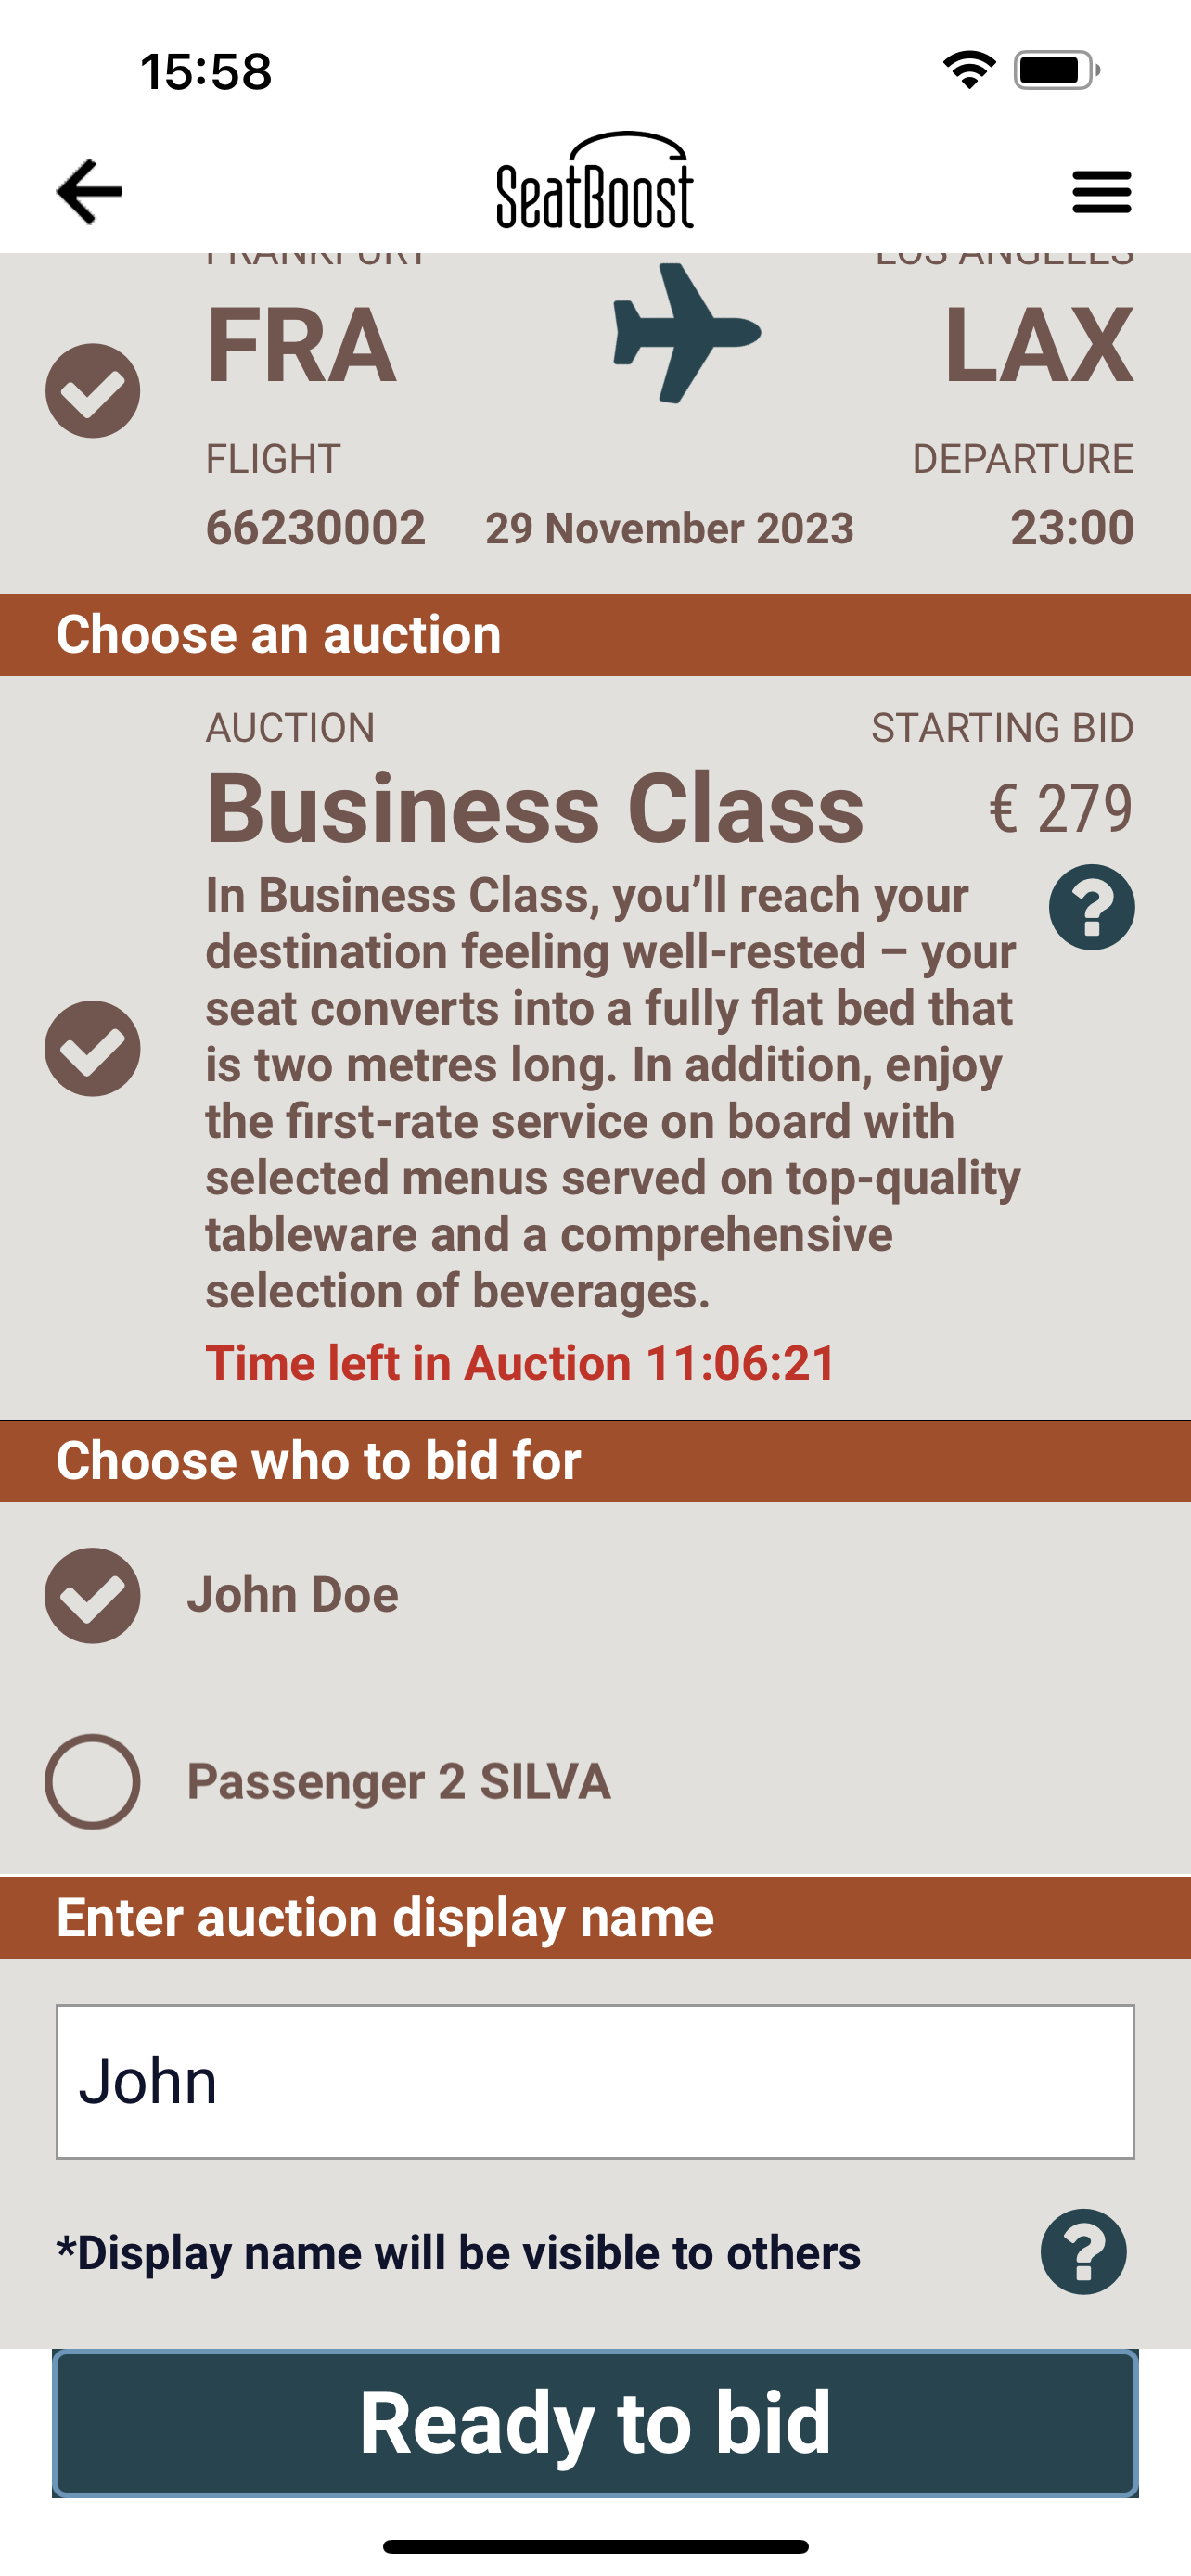 15:58
SeatBoost
FRANKFURT LOS ANGELES
FRA LAX
FLIGHT DEPARTURE
66230002 29 November 2023 23:00
Choose an auction
AUCTION STARTING BID
Business Class € 279
In Business Class, you’ll reach your
destination feeling well-rested – your
seat converts into a fully flat bed that
is two metres long. In addition, enjoy
the first-rate service on board with
selected menus served on top-quality
tableware and a comprehensive
selection of beverages.
Time left in Auction 11:06:21
Choose who to bid for
John Doe
Passenger 2 SILVA
Enter auction display name
John
*Display name will be visible to others
Ready to bid